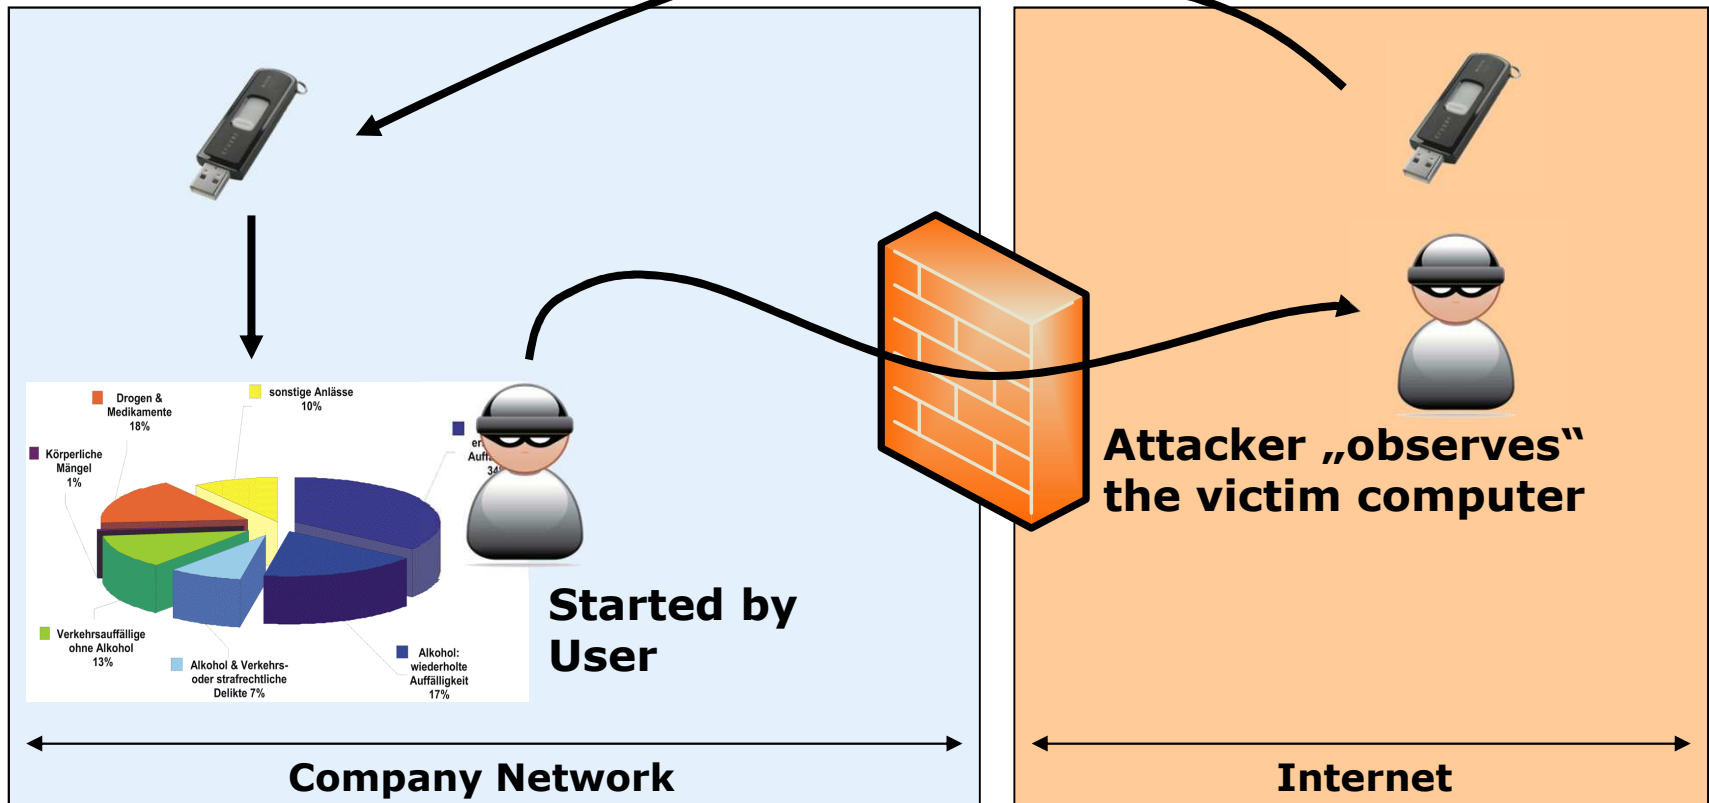 Drogen &
Medikamente
18%
sonstige Anlässe
10%
Körperliche
Mängel
1%
34
Attacker „observes“
the victim computer
Started by
User
Verkehrsauffällige
ohne Alkohol
13%
Alkohol & Verkehrs-
oder strafrechtliche
Delikte 7%
Alkohol:
wiederholte
Auffälligkeit
17%
Company Network
Internet